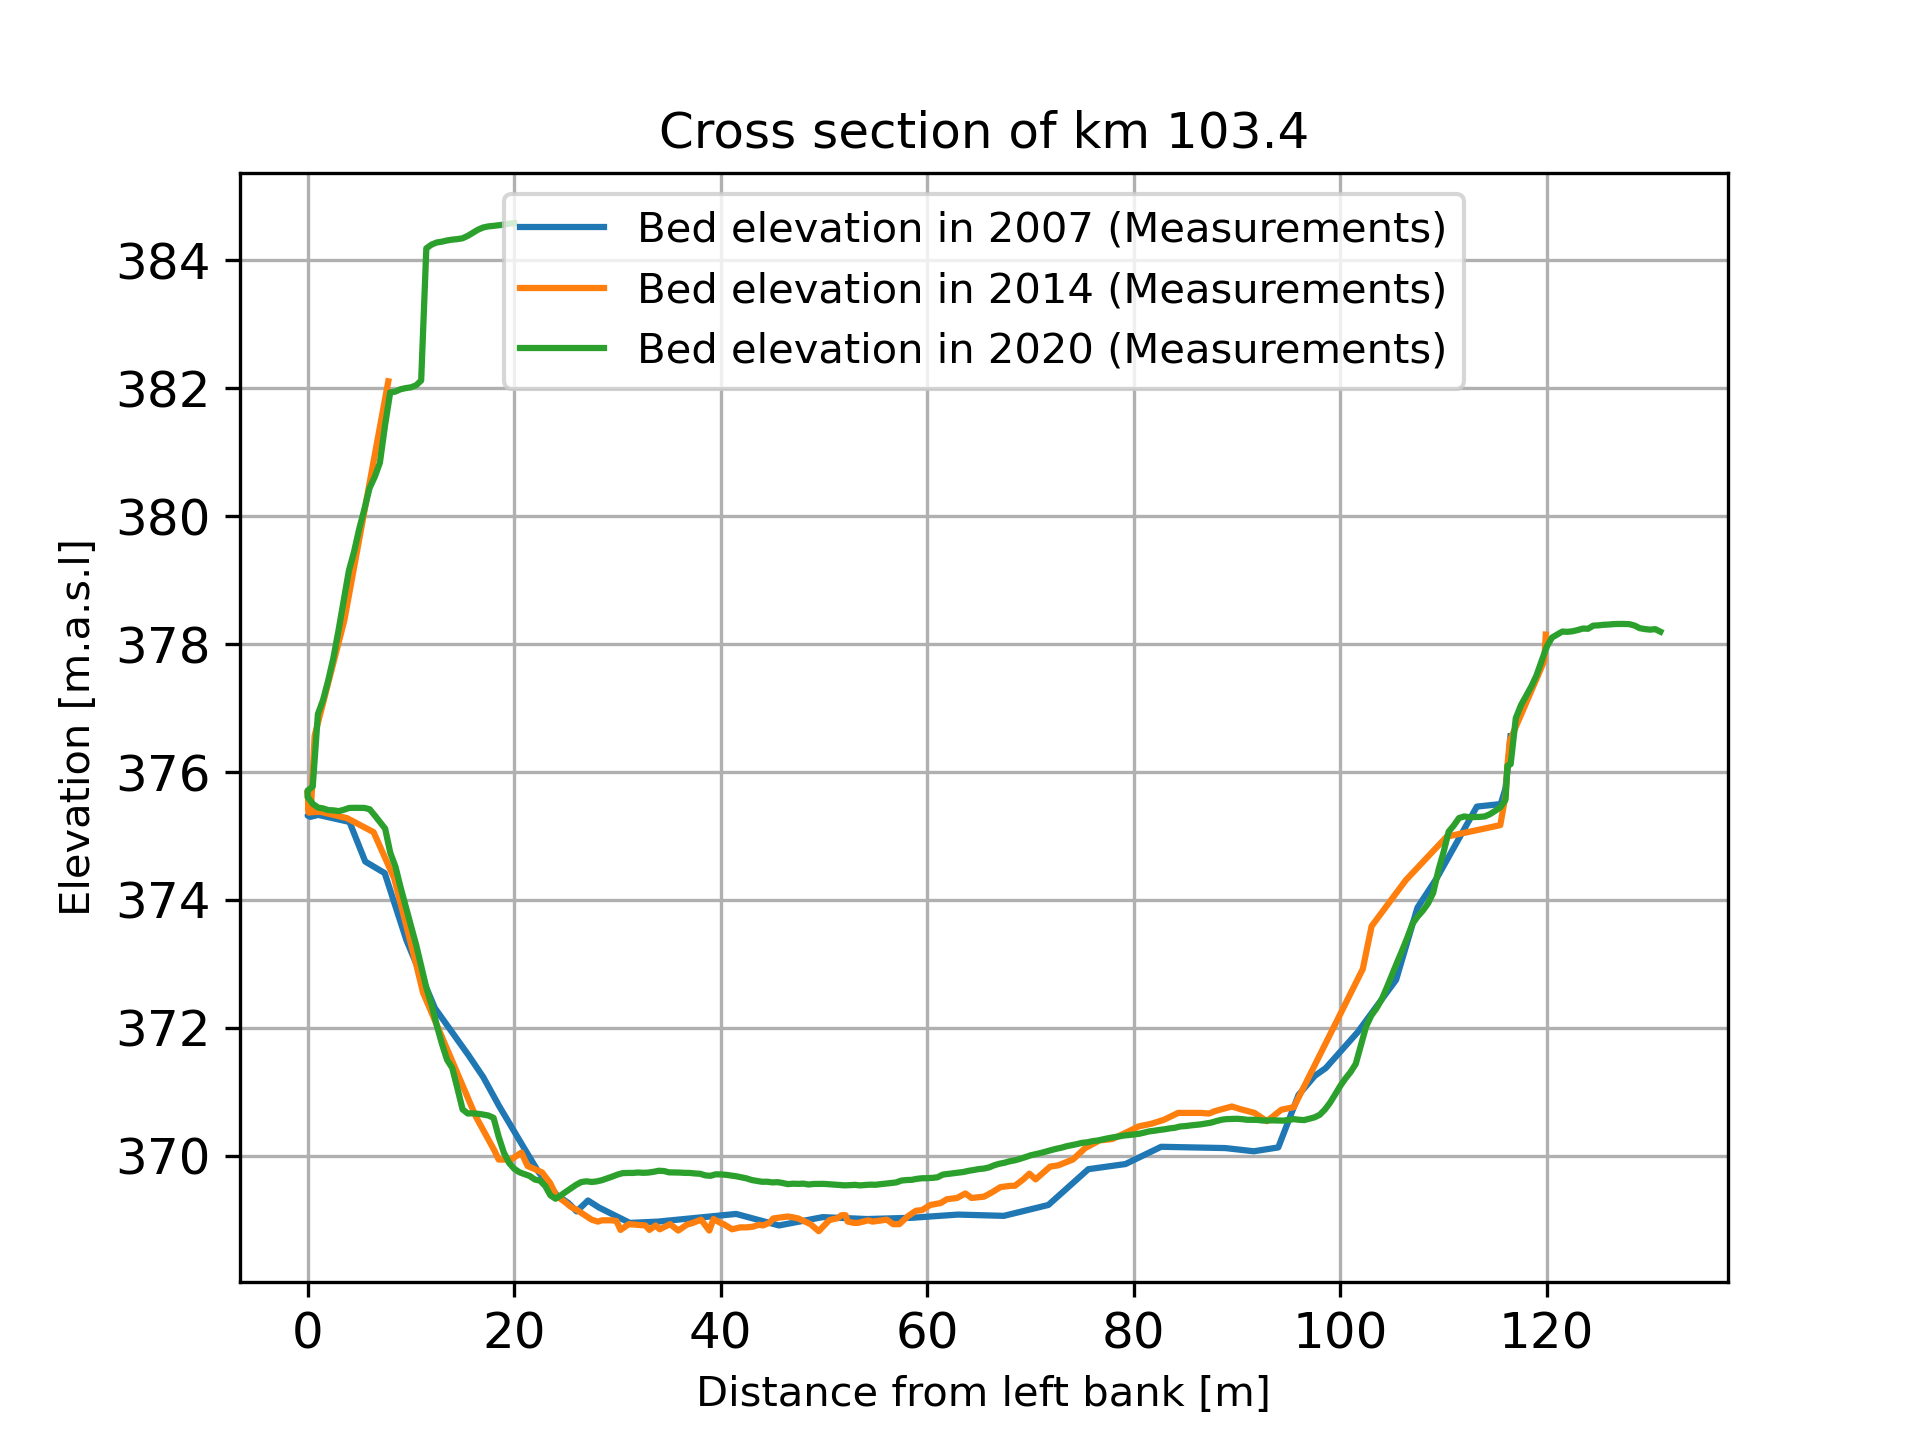 Cross section of km 103.4
Bed elevation in 2007 (Measurements)
Bed elevation in 2014 (Measurements)
Bed elevation in 2020 (Measurements)
Elevation [m.a.s.l]
384
382
380
378
376
374
372
370
0 20 40 60 80 100 120
Distance from left bank [m]